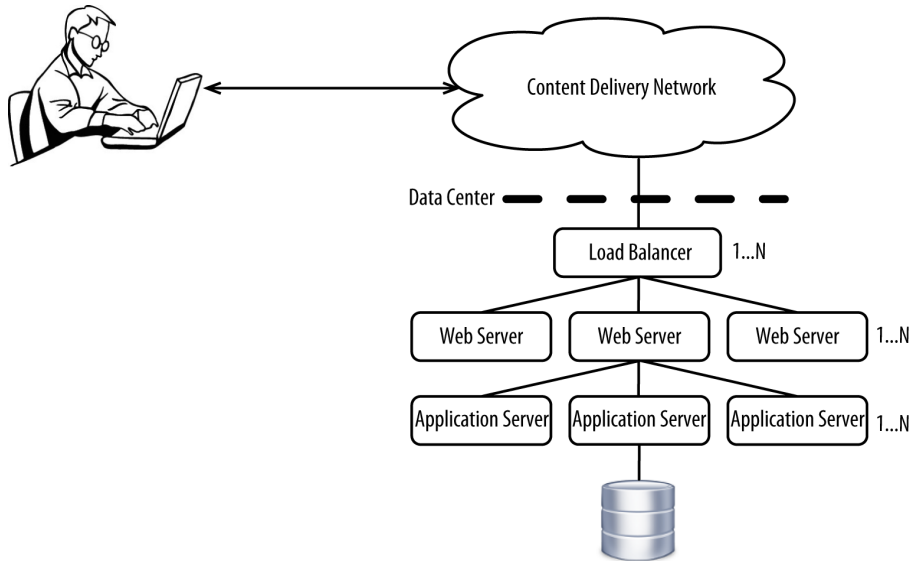 Content Delivery Network
Data Center
Load Balancer 1...N
Web Server Web Server Web Server 1...N
Application Server Application Server Application Server 1...N